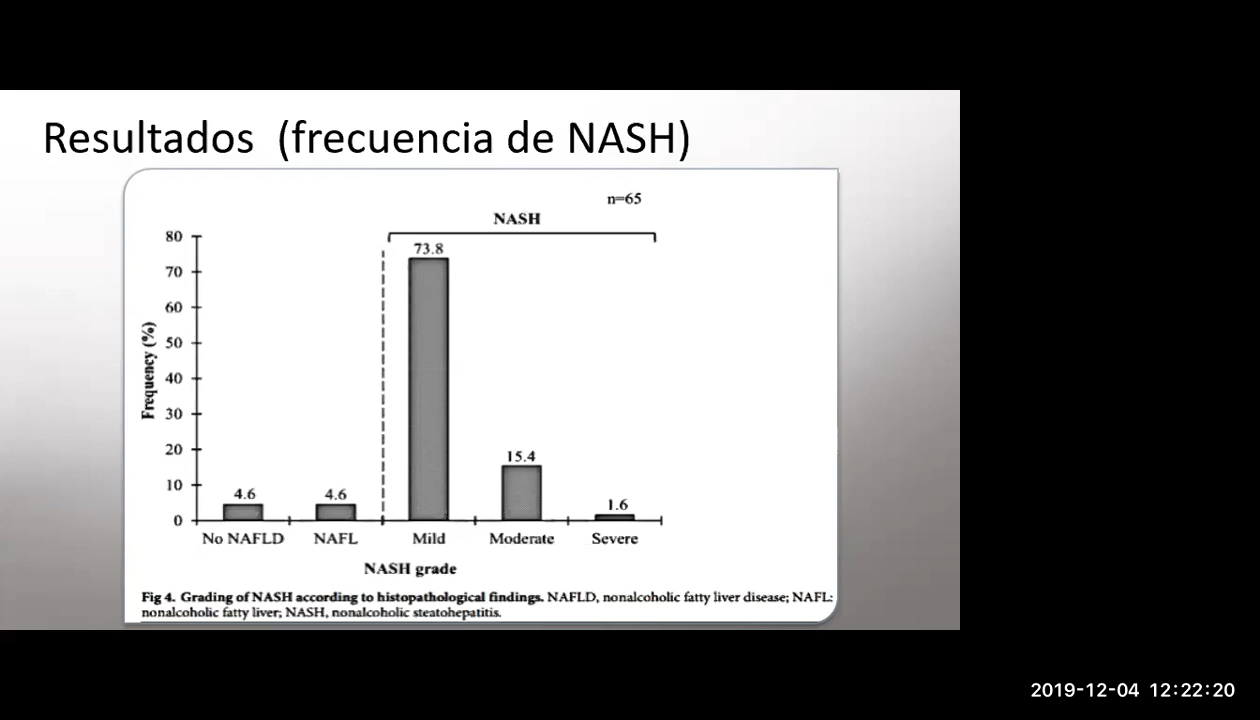 Resultados (frecuencia de NASH)
n=65
NASH
80
70
60
50
40
30
20
10
0
Frequency (%)
4.6
4.6
73.8
15.4
1.6
No NAFLD NAFL Mild Moderate Severe
NASH grade
Fig 4. Grading of NASH according to histopathological findings. NAFLD, nonalcoholic fatty liver disease; NAFL:
nonalcoholic fatty liver; NASH, nonalcoholic steatohepatitis.
2019-12-04 12:22:20